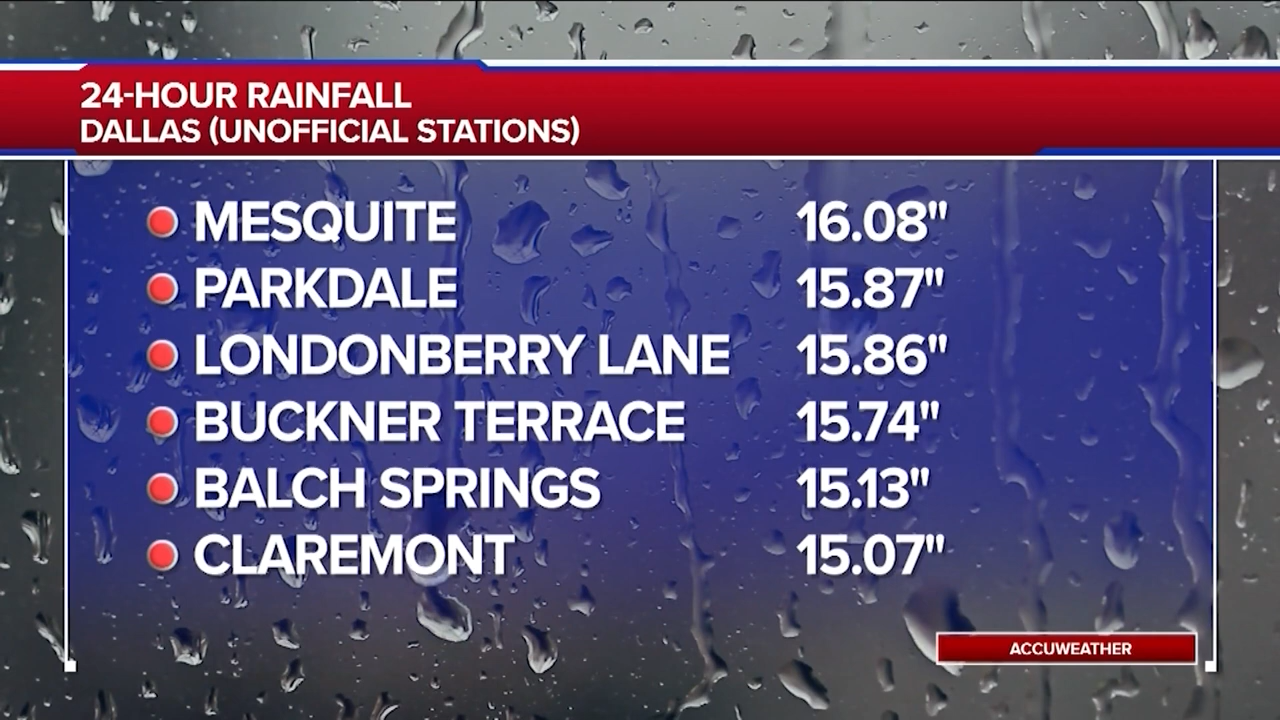 24-HOUR RAINFALL
DALLAS (UNOFFICIAL STATIONS)
MESQUITE 16.08"
PARKDALE 15.87"
LONDONBERRY LANE 15.86"
BUCKNER TERRACE 15.74"
BALCH SPRINGS 15.13"
CLAREMONT 15.07"
ACCUWEATHER